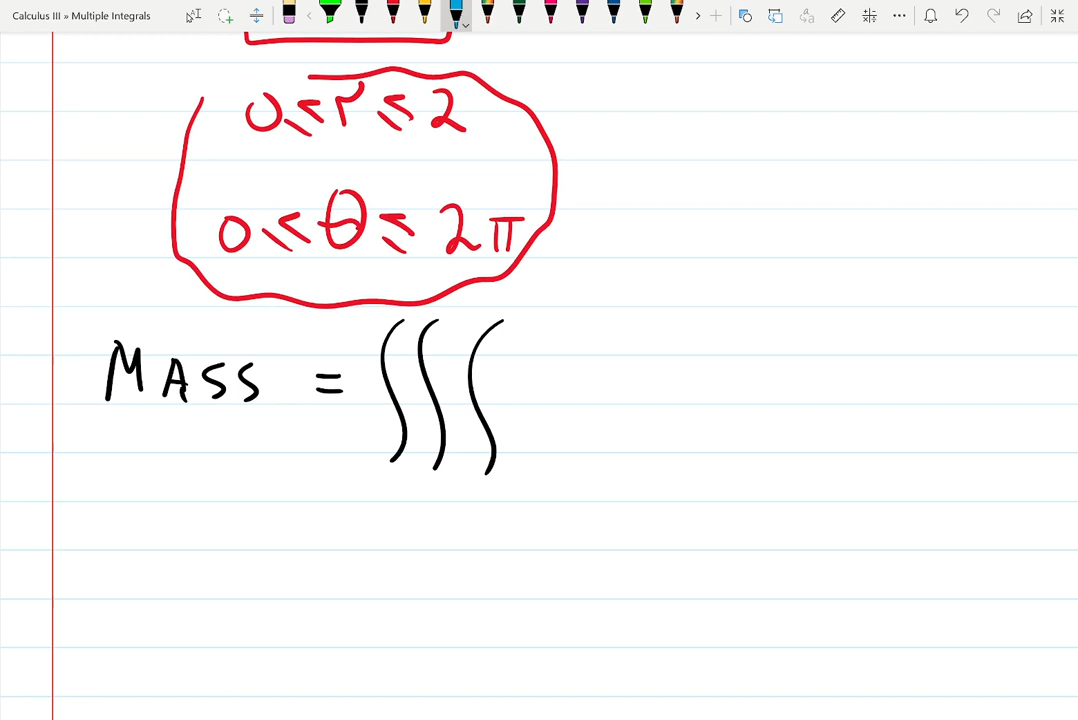 Calculus III » Multiple Integrals
0 ≤ r ≤ 2
0 ≤ θ ≤ 2π
MASS = ∫∫∫